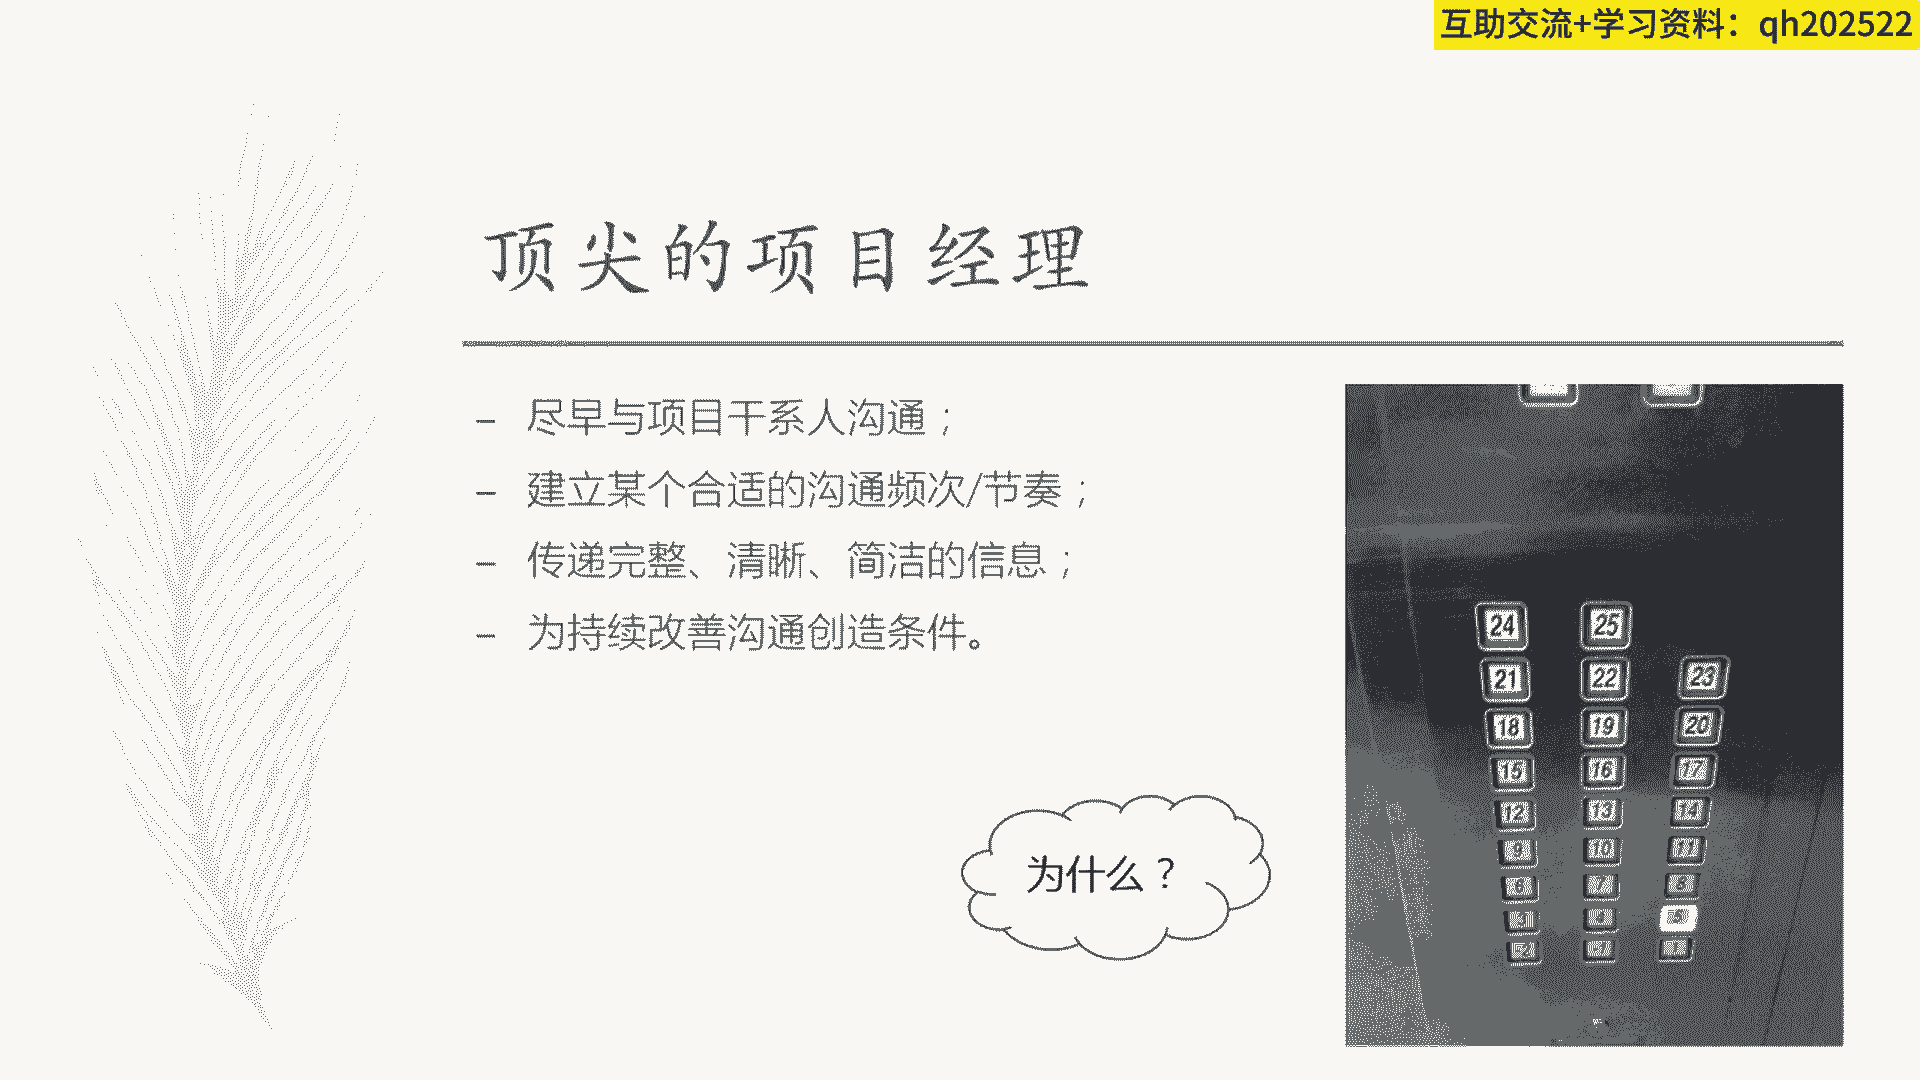 互助交流+学习资料：qh202522
顶尖的项目经理
– 尽早与项目干系人沟通；
– 建立某个合适的沟通频次/节奏；
– 传递完整、清晰、简洁的信息；
– 为持续改善沟通创造条件。
为什么？
24 25
21 22 23
18 19 20
15 16 17
12 13 14
9 10 11
6 7 8
3 4 5